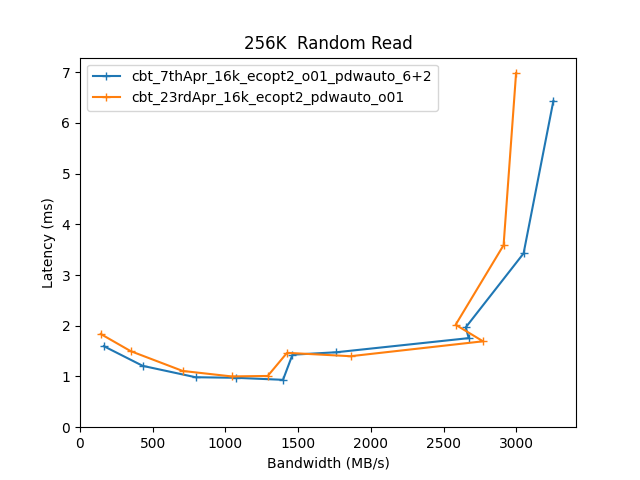 256K  Random Read
cbt_7thApr_16k_ecopt2_o01_pdwauto_6+2
cbt_23rdApr_16k_ecopt2_pdwauto_o01
7
6
5
4
3
2
1
0
Latency (ms)
0 500 1000 1500 2000 2500 3000
Bandwidth (MB/s)